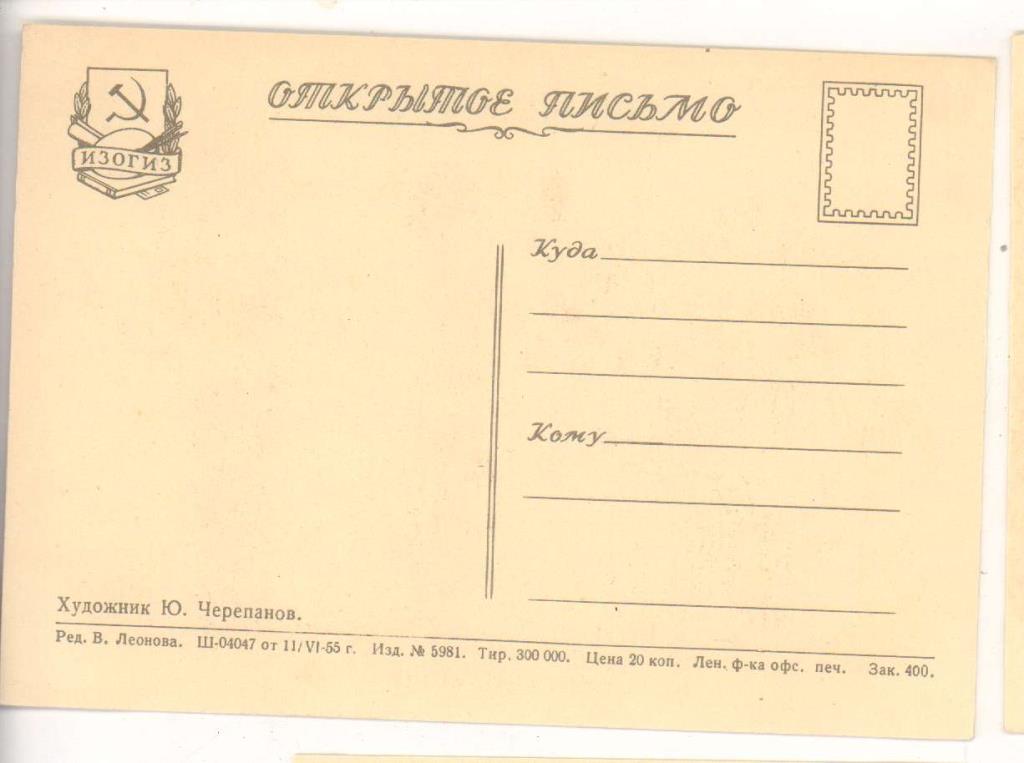 ИЗОГИЗ
ОТКРЫТОЕ ПИСЬМО
Куда
Кому
Художник Ю. Черепанов.
Ред. В. Леонова. Ш-04047 от 11/VI-55 г. Изд. № 5981. Тир. 300 000. Цена 20 коп. Лен. ф-ка офс. печ. Зак. 400.